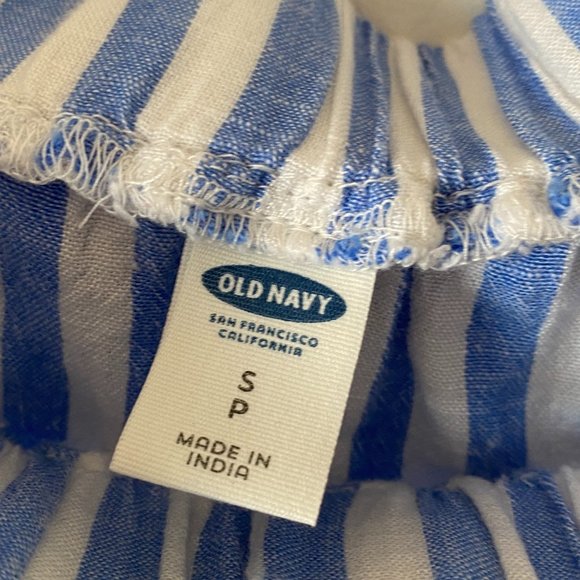 OLD NAVY
SAN FRANCISCO
CALIFORNIA
S
P
MADE IN
INDIA